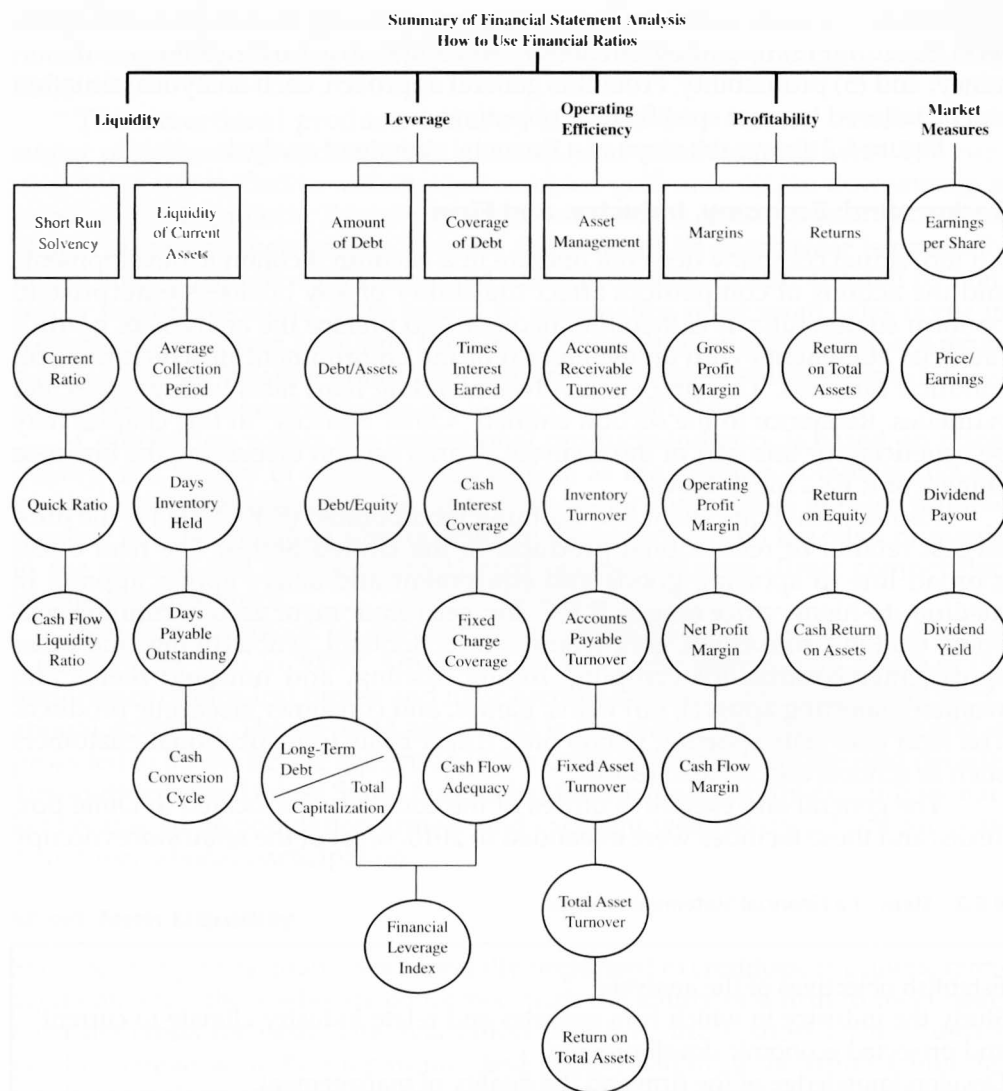 Summary of Financial Statement Analysis
How to Use Financial Ratios
Liquidity
Leverage
Operating
Efficiency
Profitability
Market
Measures
Short Run
Solvency
Liquidity
of Current
Assets
Amount
of Debt
Coverage
of Debt
Asset
Management
Margins
Returns
Earnings
per Share
Current
Ratio
Average
Collection
Period
Debt/Assets
Times
Interest
Earned
Accounts
Receivable
Turnover
Gross
Profit
Margin
Return
on Total
Assets
Price/
Earnings
Quick Ratio
Days
Inventory
Held
Debt/Equity
Cash
Interest
Coverage
Inventory
Turnover
Operating
Profit
Margin
Return
on Equity
Dividend
Payout
Cash Flow
Liquidity
Ratio
Days
Payable
Outstanding
Fixed
Charge
Coverage
Accounts
Payable
Turnover
Net Profit
Margin
Cash Return
on Assets
Dividend
Yield
Cash
Conversion
Cycle
Long-Term
Debt
Total
Capitalization
Cash Flow
Adequacy
Fixed Asset
Turnover
Cash Flow
Margin
Financial
Leverage
Index
Total Asset
Turnover
Return on
Total Assets